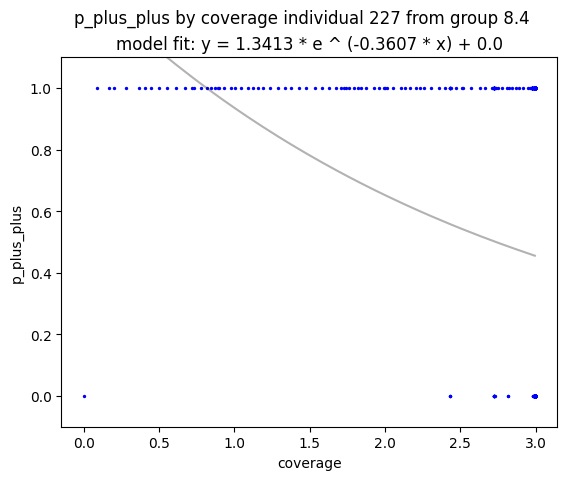 p_plus_plus by coverage individual 227 from group 8.4
model fit: y = 1.3413 * e ^ (-0.3607 * x) + 0.0
1.0
0.8
0.6
0.4
0.2
0.0
p_plus_plus
0.0 0.5 1.0 1.5 2.0 2.5 3.0
coverage